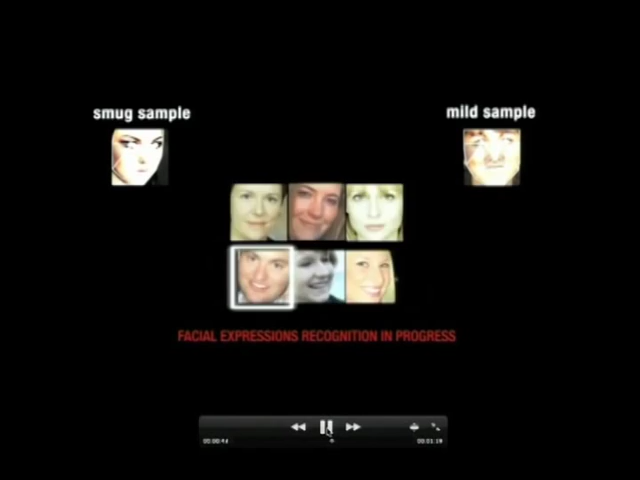 smug sample
mild sample
FACIAL EXPRESSIONS RECOGNITION IN PROGRESS